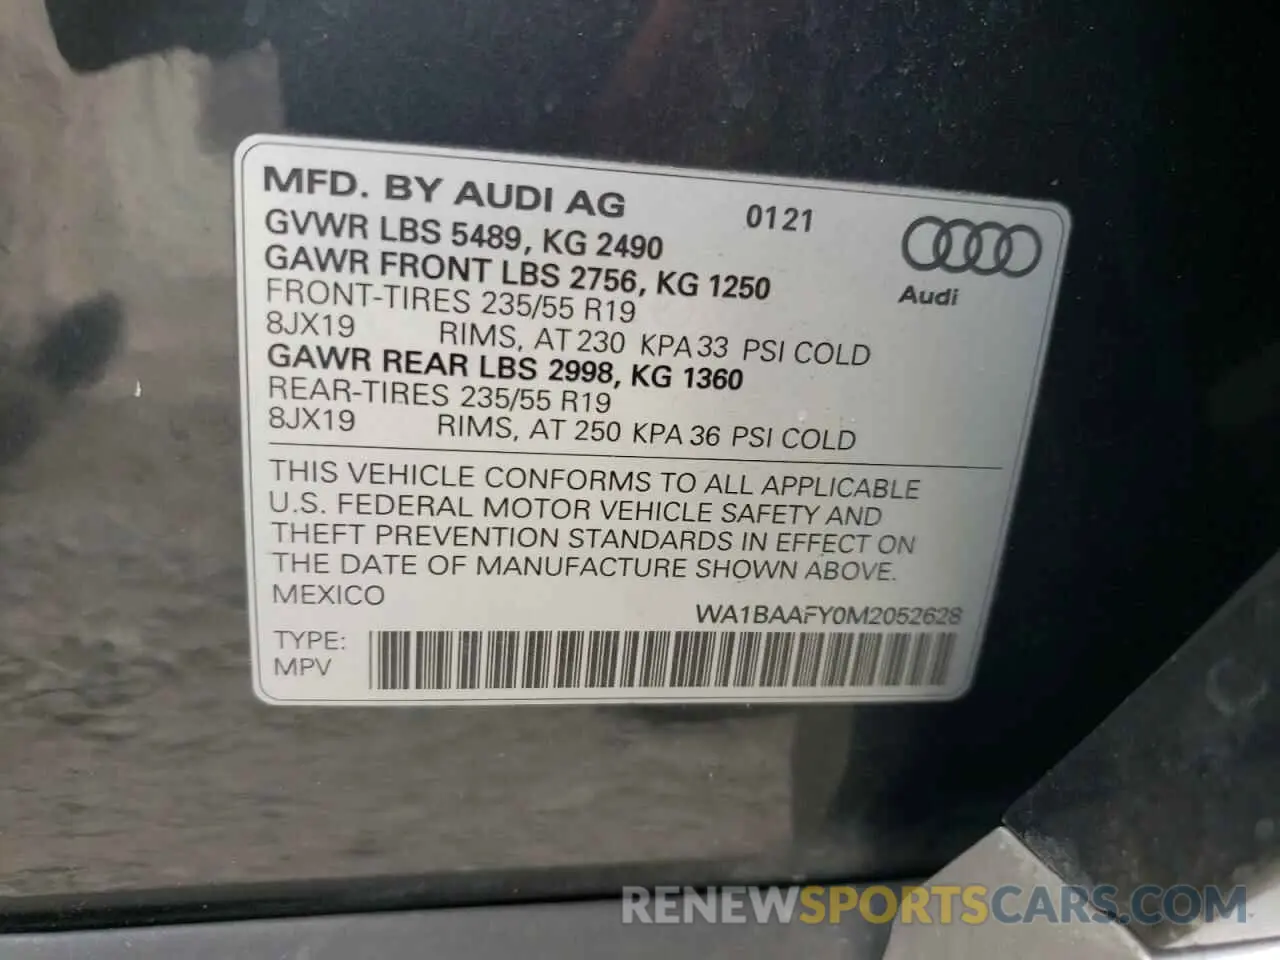 MFD. BY AUDI AG 0121
GVWR LBS 5489, KG 2490
GAWR FRONT LBS 2756, KG 1250
Audi
FRONT-TIRES 235/55 R19
8JX19 RIMS, AT 230 KPA 33 PSI COLD
GAWR REAR LBS 2998, KG 1360
REAR-TIRES 235/55 R19
8JX19 RIMS, AT 250 KPA 36 PSI COLD
THIS VEHICLE CONFORMS TO ALL APPLICABLE
U.S. FEDERAL MOTOR VEHICLE SAFETY AND
THEFT PREVENTION STANDARDS IN EFFECT ON
THE DATE OF MANUFACTURE SHOWN ABOVE.
MEXICO
WA1BAAFY0M2052628
TYPE:
MPV
RENEWSPORTSCARS.COM